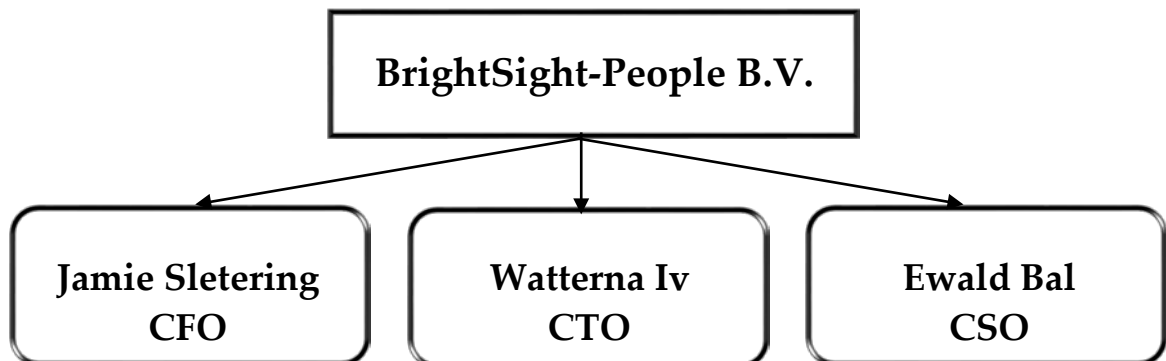 BrightSight-People B.V.
Jamie Sletering
CFO
Watterna Iv
CTO
Ewald Bal
CSO